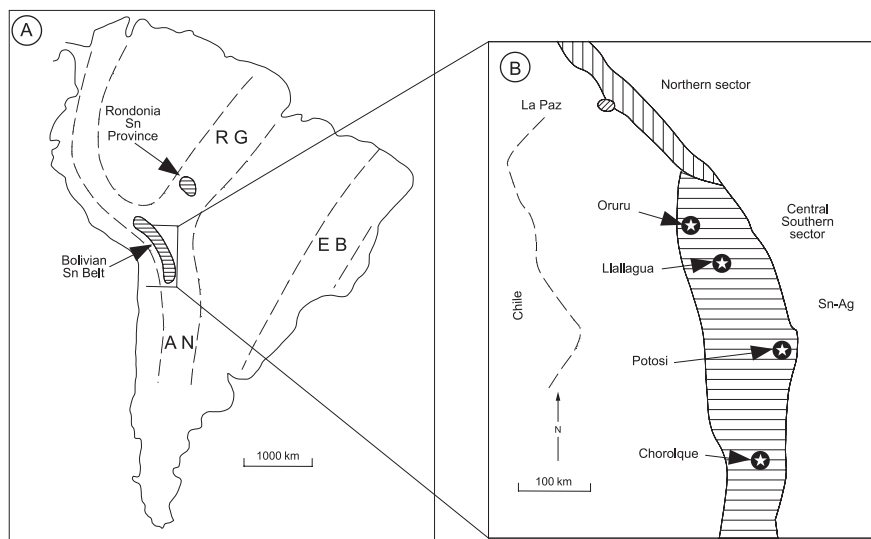 A
Rondonia
Sn
Province
R G
E B
Bolivian
Sn Belt
A N
1000 km
B
Northern sector
La Paz
Oruru
Central
Southern
sector
Llallagua
Sn-Ag
Chile
Potosi
N
Chorolque
100 km